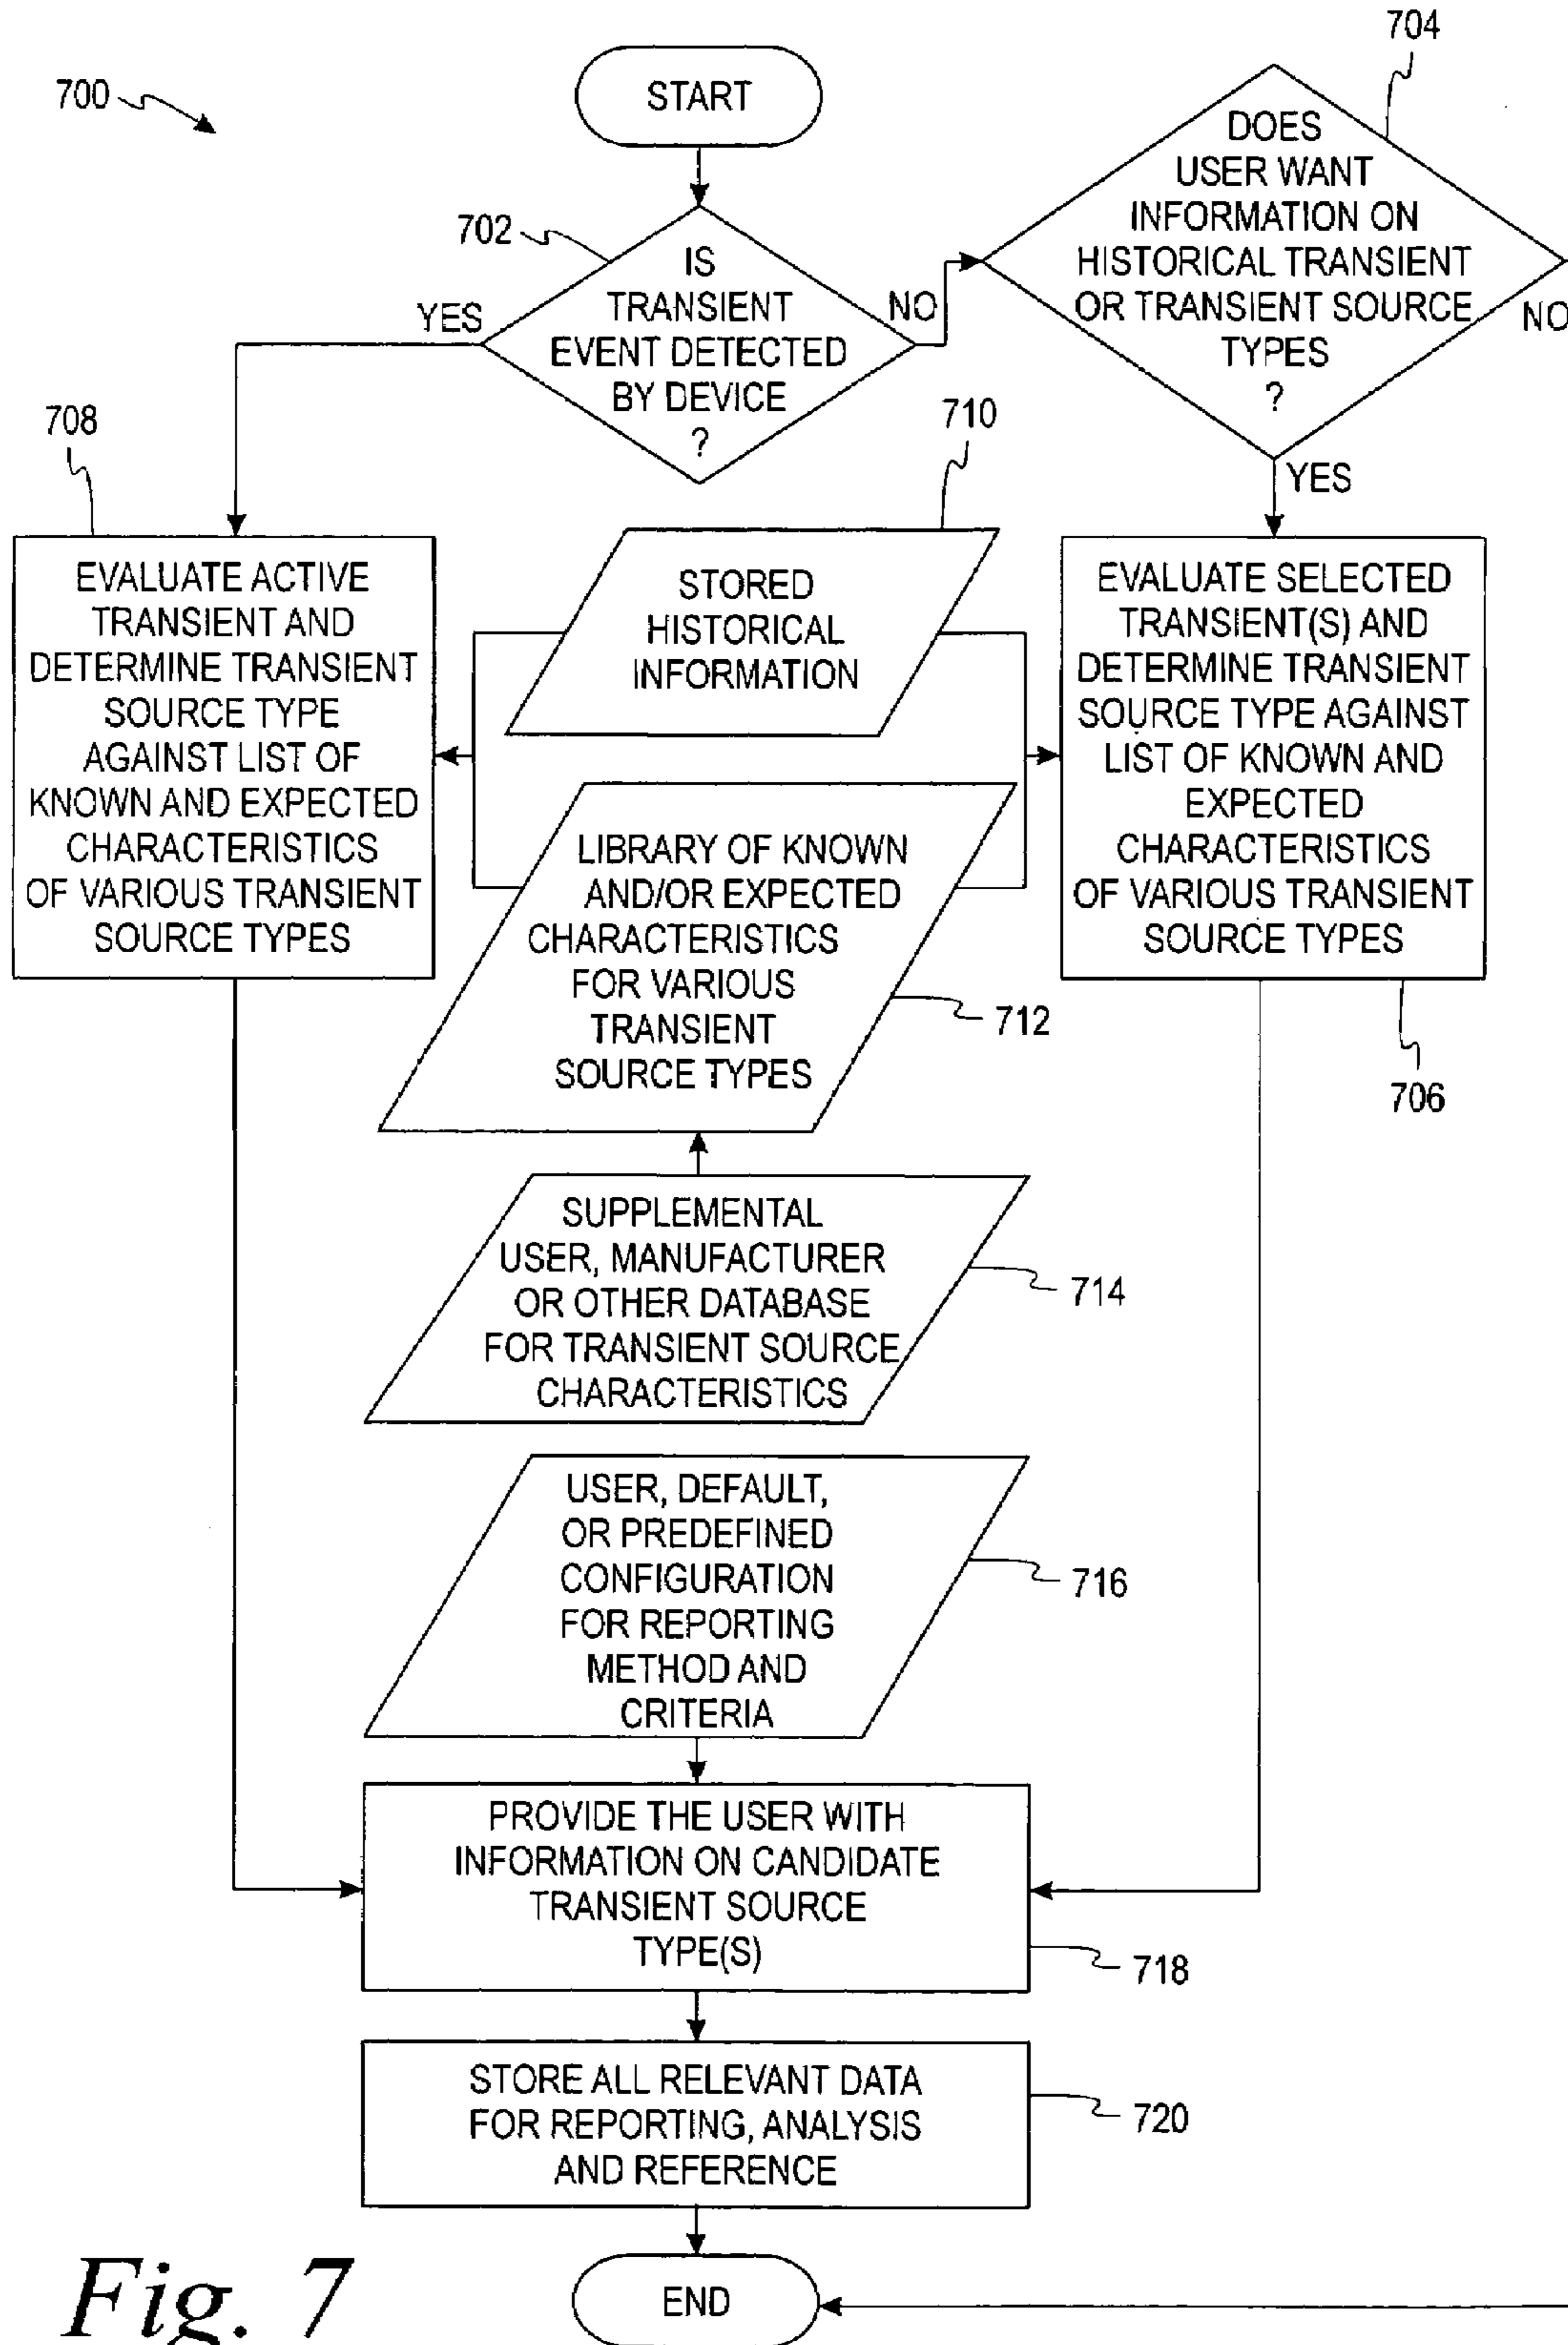 700
START
702
IS
TRANSIENT
EVENT DETECTED
BY DEVICE
?
YES
NO
704
DOES
USER WANT
INFORMATION ON
HISTORICAL TRANSIENT
OR TRANSIENT SOURCE
TYPES
?
NO
YES
708
EVALUATE ACTIVE
TRANSIENT AND
DETERMINE TRANSIENT
SOURCE TYPE
AGAINST LIST OF
KNOWN AND EXPECTED
CHARACTERISTICS
OF VARIOUS TRANSIENT
SOURCE TYPES
710
STORED
HISTORICAL
INFORMATION
EVALUATE SELECTED
TRANSIENT(S) AND
DETERMINE TRANSIENT
SOURCE TYPE AGAINST
LIST OF KNOWN AND
EXPECTED
CHARACTERISTICS
OF VARIOUS TRANSIENT
SOURCE TYPES
706
LIBRARY OF KNOWN
AND/OR EXPECTED
CHARACTERISTICS
FOR VARIOUS
TRANSIENT
SOURCE TYPES
712
SUPPLEMENTAL
USER, MANUFACTURER
OR OTHER DATABASE
FOR TRANSIENT SOURCE
CHARACTERISTICS
714
USER, DEFAULT,
OR PREDEFINED
CONFIGURATION
FOR REPORTING
METHOD AND
CRITERIA
716
PROVIDE THE USER WITH
INFORMATION ON CANDIDATE
TRANSIENT SOURCE
TYPE(S)
718
STORE ALL RELEVANT DATA
FOR REPORTING, ANALYSIS
AND REFERENCE
720
END
Fig. 7